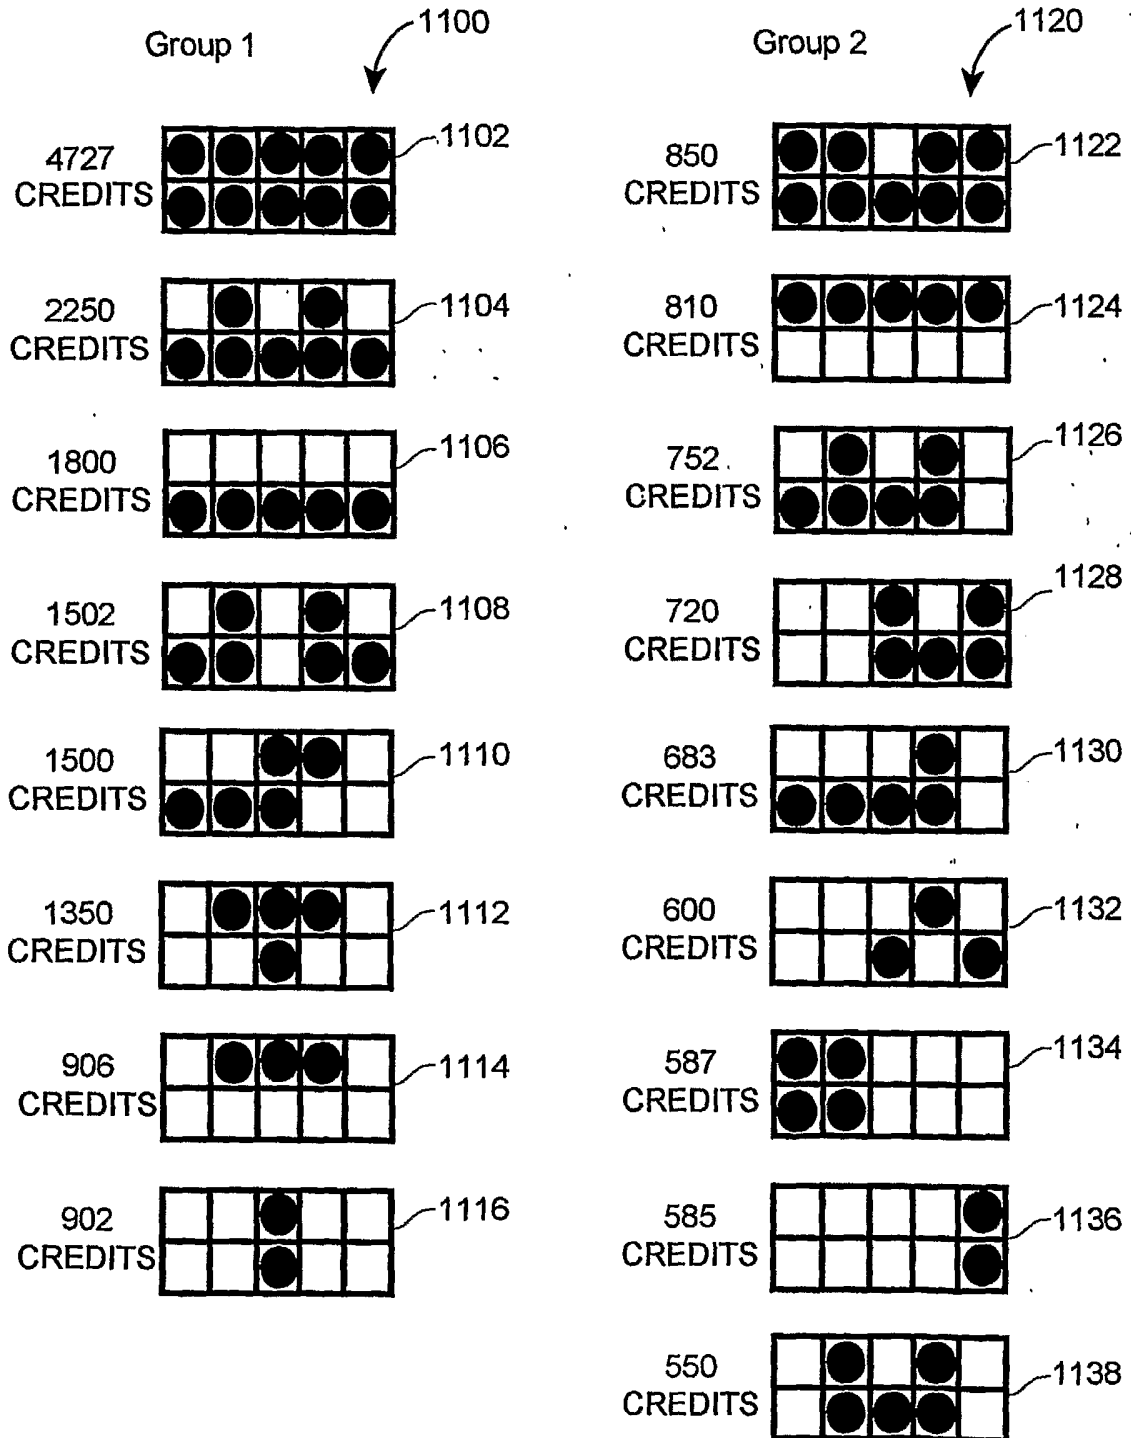 Group 1
1100
4727
CREDITS
1102
2250
CREDITS
1104
1800
CREDITS
1106
1502
CREDITS
1108
1500
CREDITS
1110
1350
CREDITS
1112
906
CREDITS
1114
902
CREDITS
1116
Group 2
1120
850
CREDITS
1122
810
CREDITS
1124
752
CREDITS
1126
720
CREDITS
1128
683
CREDITS
1130
600
CREDITS
1132
587
CREDITS
1134
585
CREDITS
1136
550
CREDITS
1138